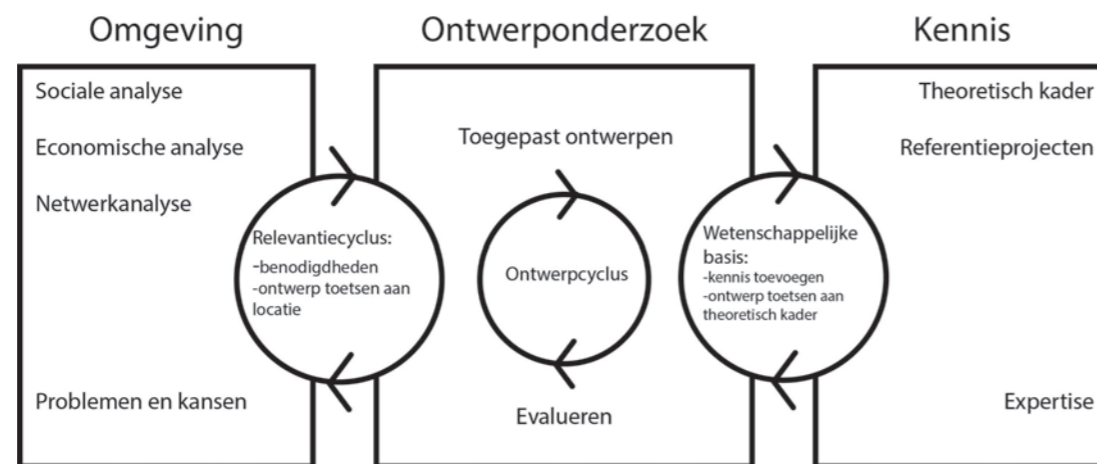 Omgeving
Ontwerponderzoek
Kennis
Sociale analyse
Economische analyse
Netwerkanalyse
Relevantiecyclus:
-benodigdheden
-ontwerp toetsen aan
locatie
Problemen en kansen
Toegepast ontwerpen
Ontwerpcyclus
Evalueren
Wetenschappelijke
basis:
-kennis toevoegen
-ontwerp toetsen aan
theoretisch kader
Theoretisch kader
Referentieprojecten
Expertise